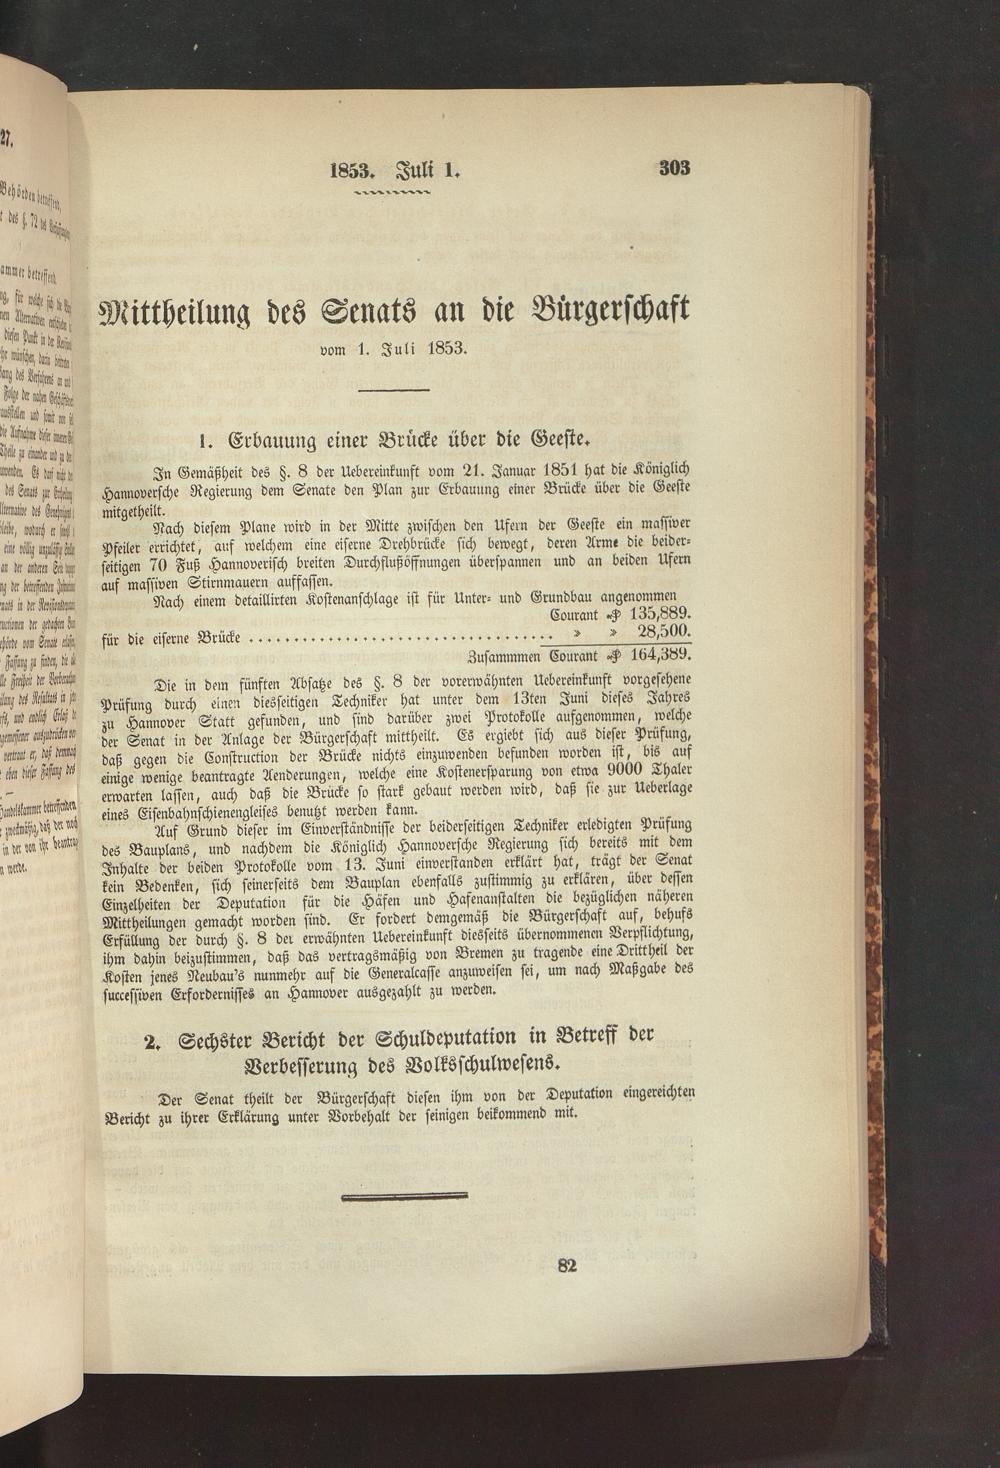 1853. Juli 1.
303
Mittheilung des Senats an die Bürgerschaft
vom 1. Juli 1853.
1. Erbauung einer Brücke über die Geeste.
In Gemäßheit des §. 8 der Uebereinkunft vom 21. Januar 1851 hat die Königlich
Hannoversche Regierung dem Senate den Plan zur Erbauung einer Brücke über die Geeste
mitgetheilt.
Nach diesem Plane wird in der Mitte zwischen den Ufern der Geeste ein massiver
Pfeiler errichtet, auf welchem eine eiserne Drehbrücke sich bewegt, deren Arme die beider-
seitigen 70 Fuß Hannoverisch breiten Durchflußöffnungen überspannen und an beiden Ufern
auf massiven Stirnmauern auffassen.
Nach einem detaillirten Kostenanschlage ist für Unter- und Grundbau angenommen
Courant ₰ 135,889.
für die eiserne Brücke .................................. » » 28,500.
Zusammmen Courant ₰ 164,389.
Die in dem fünften Absatze des §. 8 der vorerwähnten Uebereinkunft vorgesehene
Prüfung durch einen diesseitigen Techniker hat unter dem 13ten Juni dieses Jahres
zu Hannover Statt gefunden, und sind darüber zwei Protokolle aufgenommen, welche
der Senat in der Anlage der Bürgerschaft mittheilt. Es ergiebt sich aus dieser Prüfung,
daß gegen die Construction der Brücke nichts einzuwenden befunden worden ist, bis auf
einige wenige beantragte Aenderungen, welche eine Kostenersparung von etwa 9000 Thaler
erwarten lassen, auch daß die Brücke so stark gebaut werden wird, daß sie zur Ueberlage
eines Eisenbahnschienengleises benutzt werden kann.
Auf Grund dieser im Einverständnisse der beiderseitigen Techniker erledigten Prüfung
des Bauplans, und nachdem die Königlich Hannoversche Regierung sich bereits mit dem
Inhalte der beiden Protokolle vom 13. Juni einverstanden erklärt hat, trägt der Senat
kein Bedenken, sich seinerseits dem Bauplan ebenfalls zustimmig zu erklären, über dessen
Einzelheiten der Deputation für die Häfen und Hafenanstalten die bezüglichen näheren
Mittheilungen gemacht worden sind. Er fordert demgemäß die Bürgerschaft auf, behufs
Erfüllung der durch §. 8 der erwähnten Uebereinkunft diesseits übernommenen Verpflichtung,
ihm dahin beizustimmen, daß das vertragsmäßig von Bremen zu tragende eine Drittheil der
Kosten jenes Neubau's nunmehr auf die Generalcasse anzuweisen sei, um nach Maßgabe des
successiven Erfordernisses an Hannover ausgezahlt zu werden.
2. Sechster Bericht der Schuldeputation in Betreff der
Verbesserung des Volksschulwesens.
Der Senat theilt der Bürgerschaft diesen ihm von der Deputation eingereichten
Bericht zu ihrer Erklärung unter Vorbehalt der seinigen beikommend mit.
82